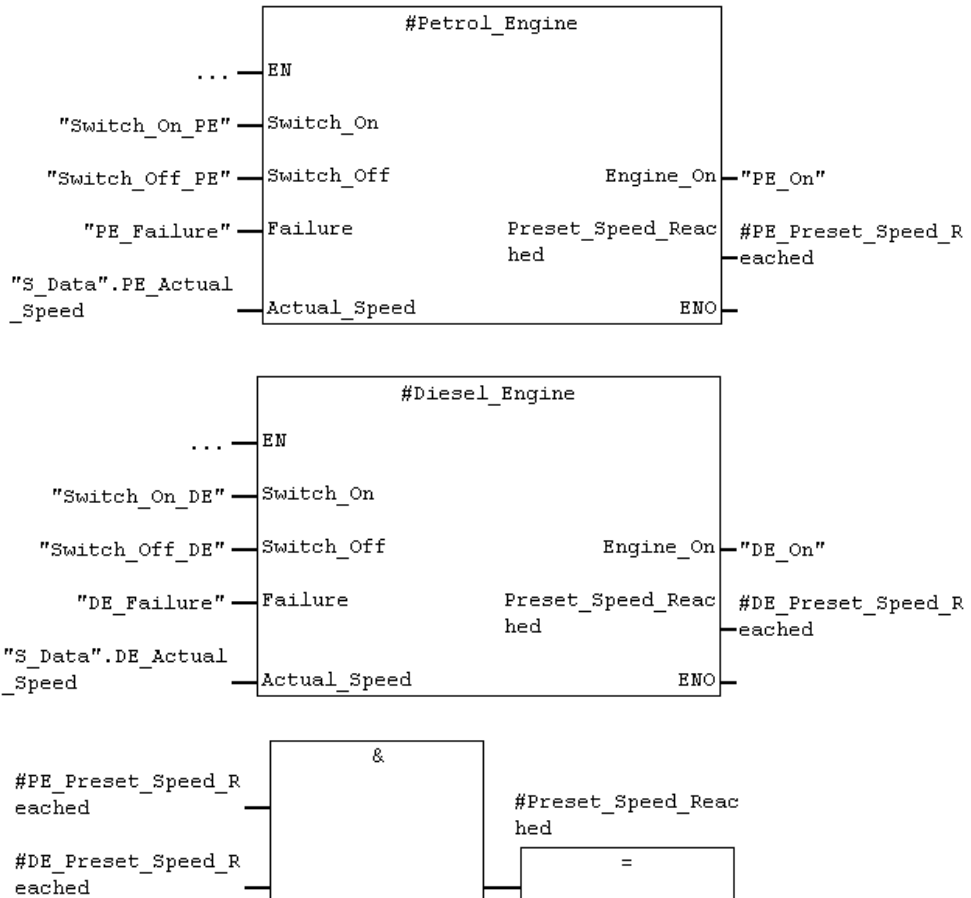 #Petrol_Engine
... EN
"Switch_On_PE" Switch_On
"Switch_Off_PE" Switch_Off Engine_On "PE_On"
"PE_Failure" Failure Preset_Speed_Reac #PE_Preset_Speed_R
hed eached
"S_Data".PE_Actual
_Speed Actual_Speed ENO
#Diesel_Engine
... EN
"Switch_On_DE" Switch_On
"Switch_Off_DE" Switch_Off Engine_On "DE_On"
"DE_Failure" Failure Preset_Speed_Reac #DE_Preset_Speed_R
hed eached
"S_Data".DE_Actual
_Speed Actual_Speed ENO
&
#PE_Preset_Speed_R
eached
#Preset_Speed_Reac
hed
#DE_Preset_Speed_R =
eached